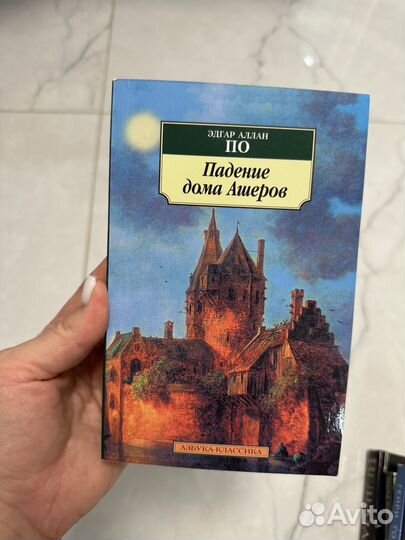 ЭДГАР АЛЛАН
ПО
Падение
дома Ашеров
АЗБУКА-КЛАССИКА
Avito